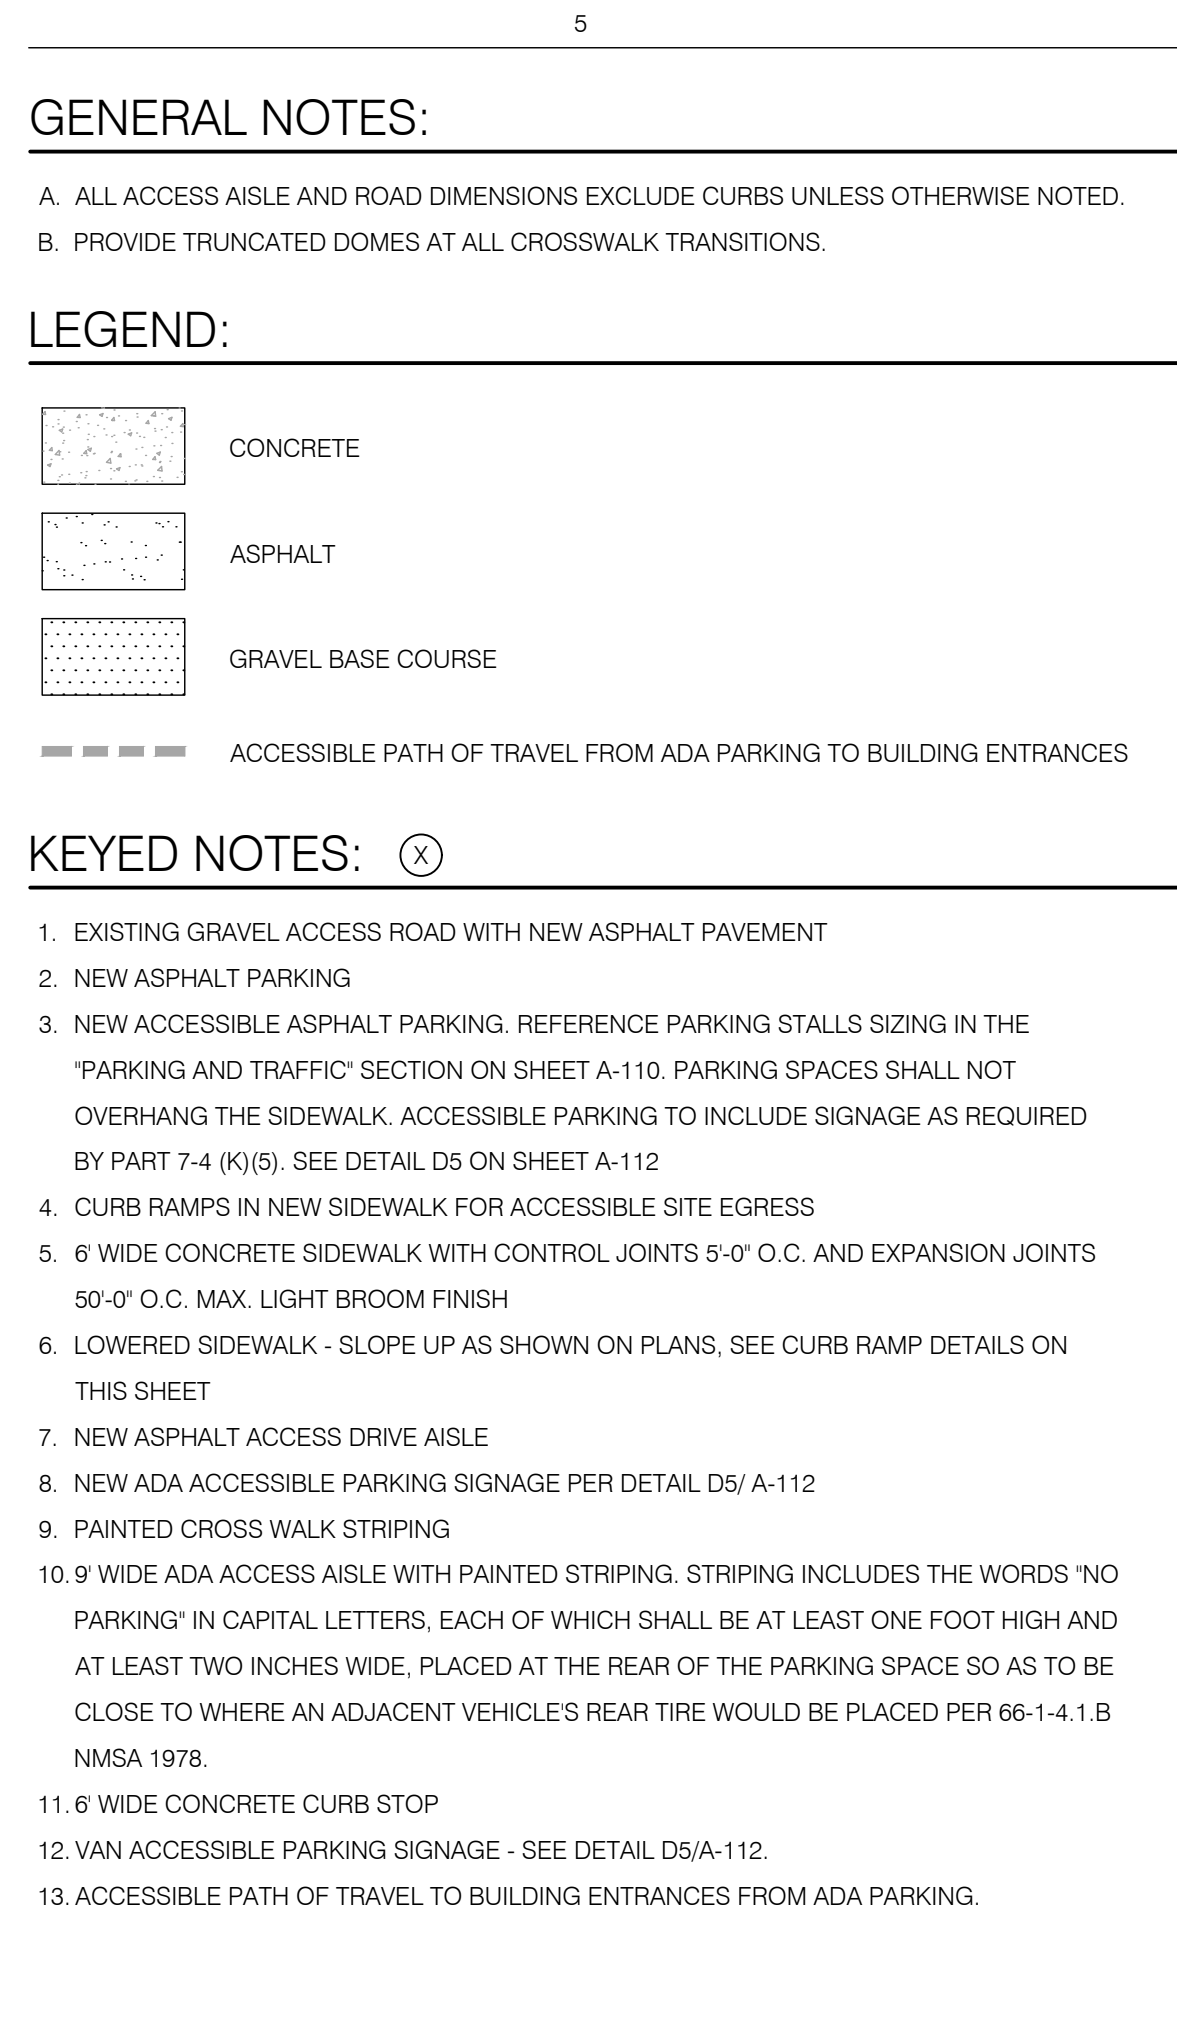 5
GENERAL NOTES:
A. ALL ACCESS AISLE AND ROAD DIMENSIONS EXCLUDE CURBS UNLESS OTHERWISE NOTED.
B. PROVIDE TRUNCATED DOMES AT ALL CROSSWALK TRANSITIONS.
LEGEND:
CONCRETE
ASPHALT
GRAVEL BASE COURSE
ACCESSIBLE PATH OF TRAVEL FROM ADA PARKING TO BUILDING ENTRANCES
KEYED NOTES: X
1. EXISTING GRAVEL ACCESS ROAD WITH NEW ASPHALT PAVEMENT
2. NEW ASPHALT PARKING
3. NEW ACCESSIBLE ASPHALT PARKING. REFERENCE PARKING STALLS SIZING IN THE
"PARKING AND TRAFFIC" SECTION ON SHEET A-110. PARKING SPACES SHALL NOT
OVERHANG THE SIDEWALK. ACCESSIBLE PARKING TO INCLUDE SIGNAGE AS REQUIRED
BY PART 7-4 (K)(5). SEE DETAIL D5 ON SHEET A-112
4. CURB RAMPS IN NEW SIDEWALK FOR ACCESSIBLE SITE EGRESS
5. 6' WIDE CONCRETE SIDEWALK WITH CONTROL JOINTS 5'-0" O.C. AND EXPANSION JOINTS
50'-0" O.C. MAX. LIGHT BROOM FINISH
6. LOWERED SIDEWALK - SLOPE UP AS SHOWN ON PLANS, SEE CURB RAMP DETAILS ON
THIS SHEET
7. NEW ASPHALT ACCESS DRIVE AISLE
8. NEW ADA ACCESSIBLE PARKING SIGNAGE PER DETAIL D5/ A-112
9. PAINTED CROSS WALK STRIPING
10. 9' WIDE ADA ACCESS AISLE WITH PAINTED STRIPING. STRIPING INCLUDES THE WORDS "NO
PARKING" IN CAPITAL LETTERS, EACH OF WHICH SHALL BE AT LEAST ONE FOOT HIGH AND
AT LEAST TWO INCHES WIDE, PLACED AT THE REAR OF THE PARKING SPACE SO AS TO BE
CLOSE TO WHERE AN ADJACENT VEHICLE'S REAR TIRE WOULD BE PLACED PER 66-1-4.1.B
NMSA 1978.
11. 6' WIDE CONCRETE CURB STOP
12. VAN ACCESSIBLE PARKING SIGNAGE - SEE DETAIL D5/A-112.
13. ACCESSIBLE PATH OF TRAVEL TO BUILDING ENTRANCES FROM ADA PARKING.